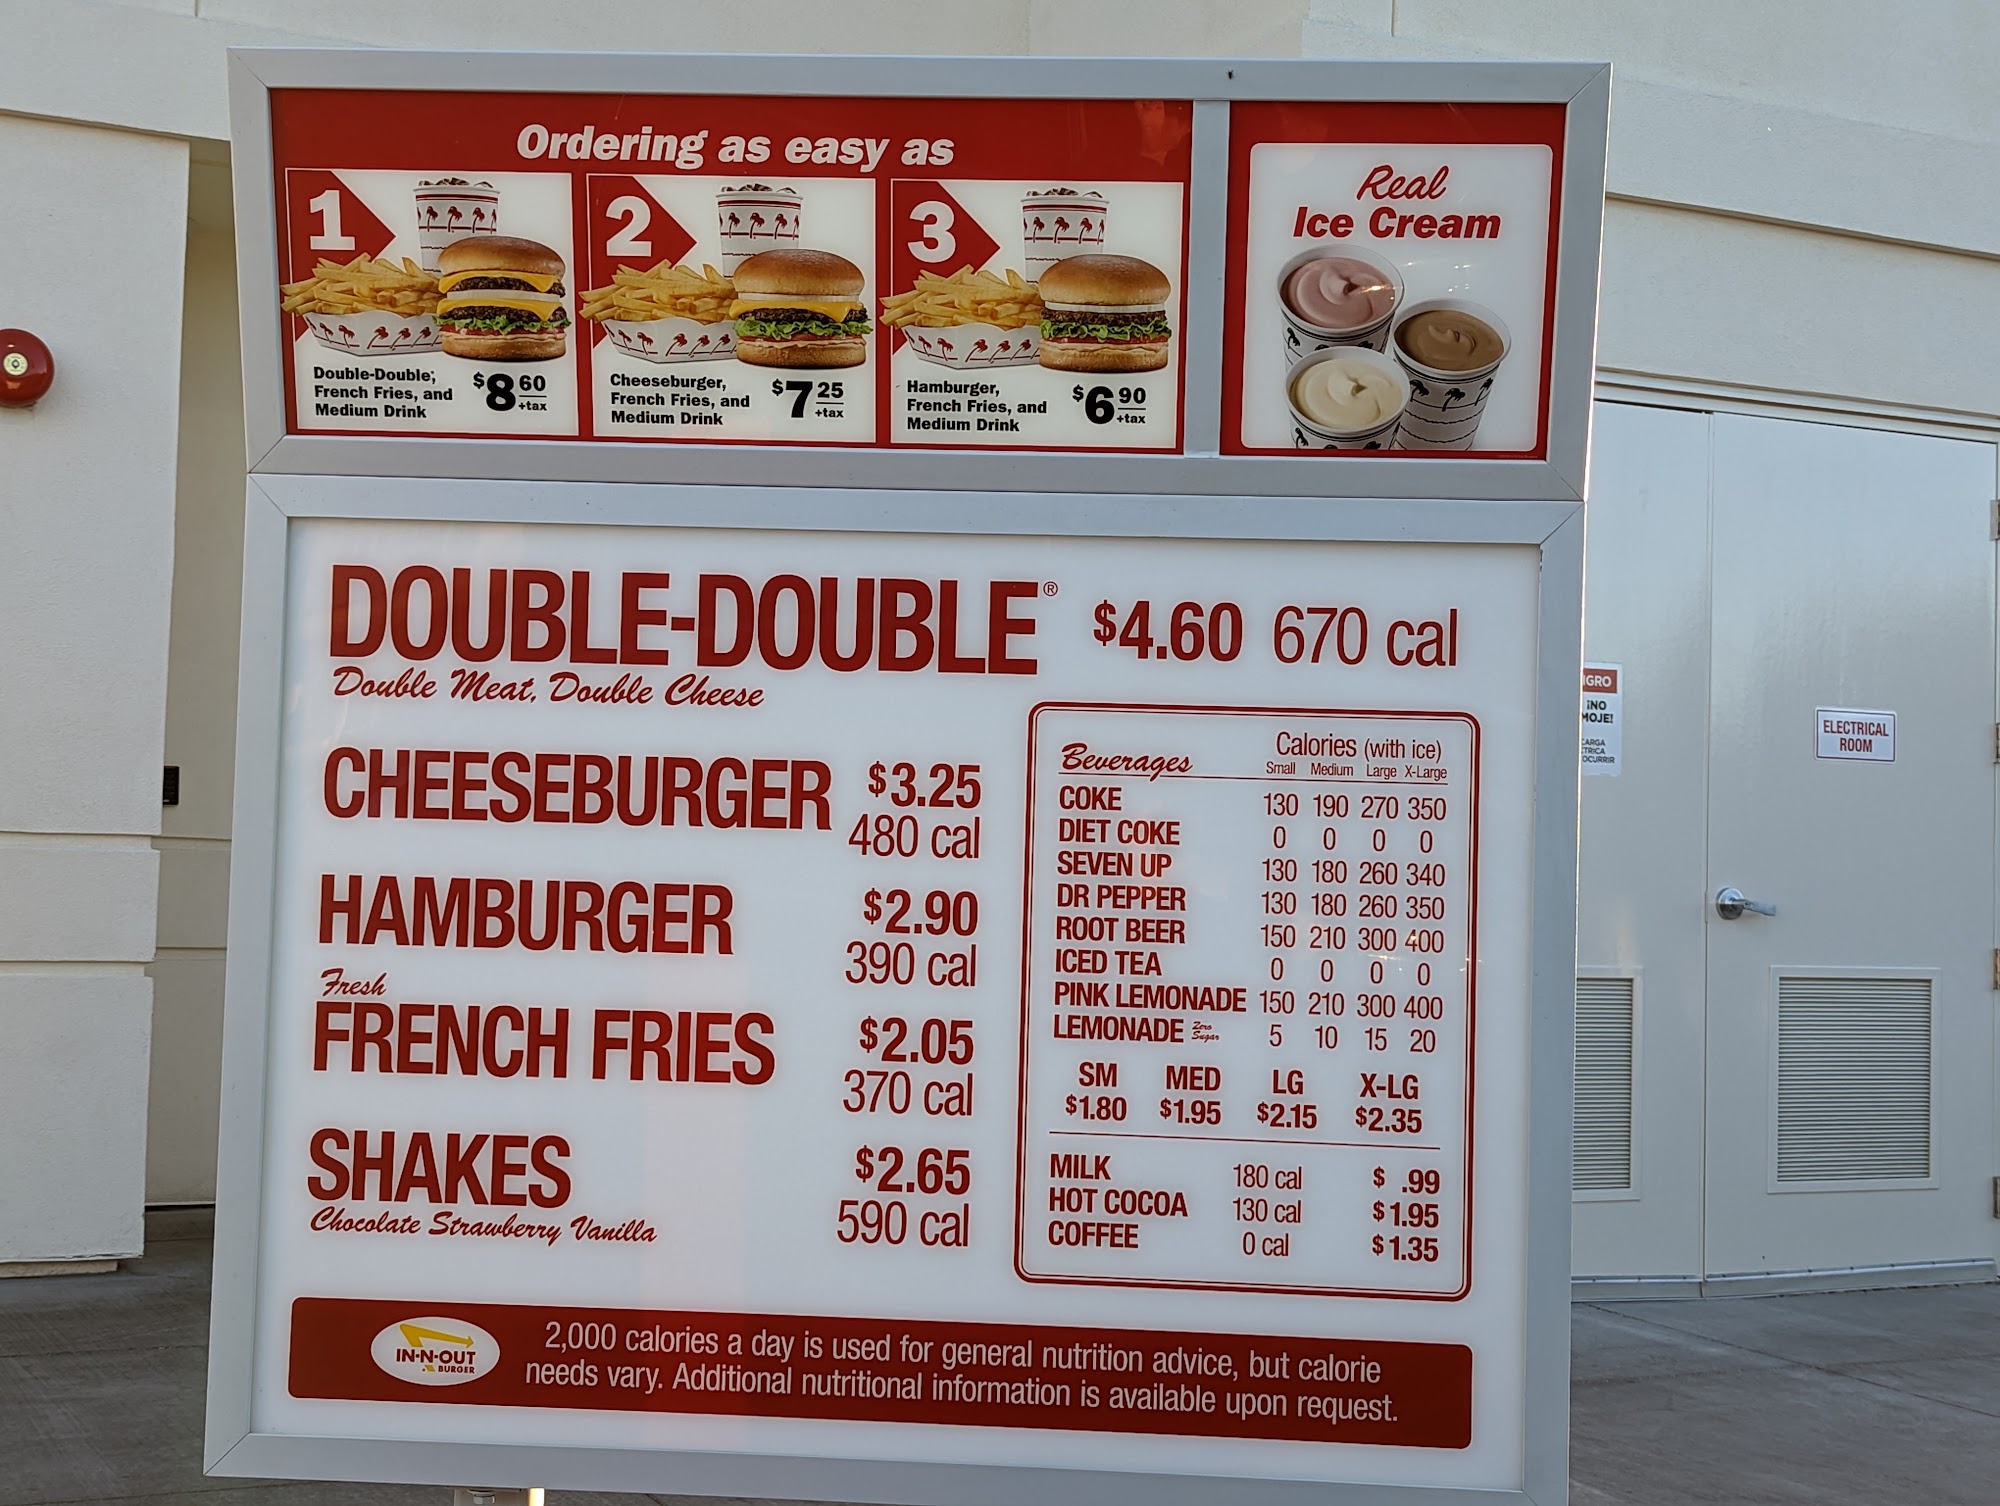 Ordering as easy as
1
Double-Double,
French Fries, and
Medium Drink
$8 60
+tax
2
Cheeseburger,
French Fries, and
Medium Drink
$7 25
+tax
3
Hamburger,
French Fries, and
Medium Drink
$6 90
+tax
Real
Ice Cream
DOUBLE-DOUBLE® $4.60 670 cal
Double Meat, Double Cheese
CHEESEBURGER $3.25
480 cal
HAMBURGER $2.90
390 cal
Fresh
FRENCH FRIES $2.05
370 cal
SHAKES $2.65
Chocolate Strawberry Vanilla 590 cal
Beverages Calories (with ice)
Small Medium Large X-Large
COKE 130 190 270 350
DIET COKE 0 0 0 0
SEVEN UP 130 180 260 340
DR PEPPER 130 180 260 350
ROOT BEER 150 210 300 400
ICED TEA 0 0 0 0
PINK LEMONADE 150 210 300 400
LEMONADE Zero Sugar 5 10 15 20
SM MED LG X-LG
$1.80 $1.95 $2.15 $2.35
MILK 180 cal $ .99
HOT COCOA 130 cal $1.95
COFFEE 0 cal $1.35
IN-N-OUT
BURGER
2,000 calories a day is used for general nutrition advice, but calorie
needs vary. Additional nutritional information is available upon request.
IGRO
¡NO
MOJE!
CARGA
CTRICA
OCURRIR
ELECTRICAL
ROOM